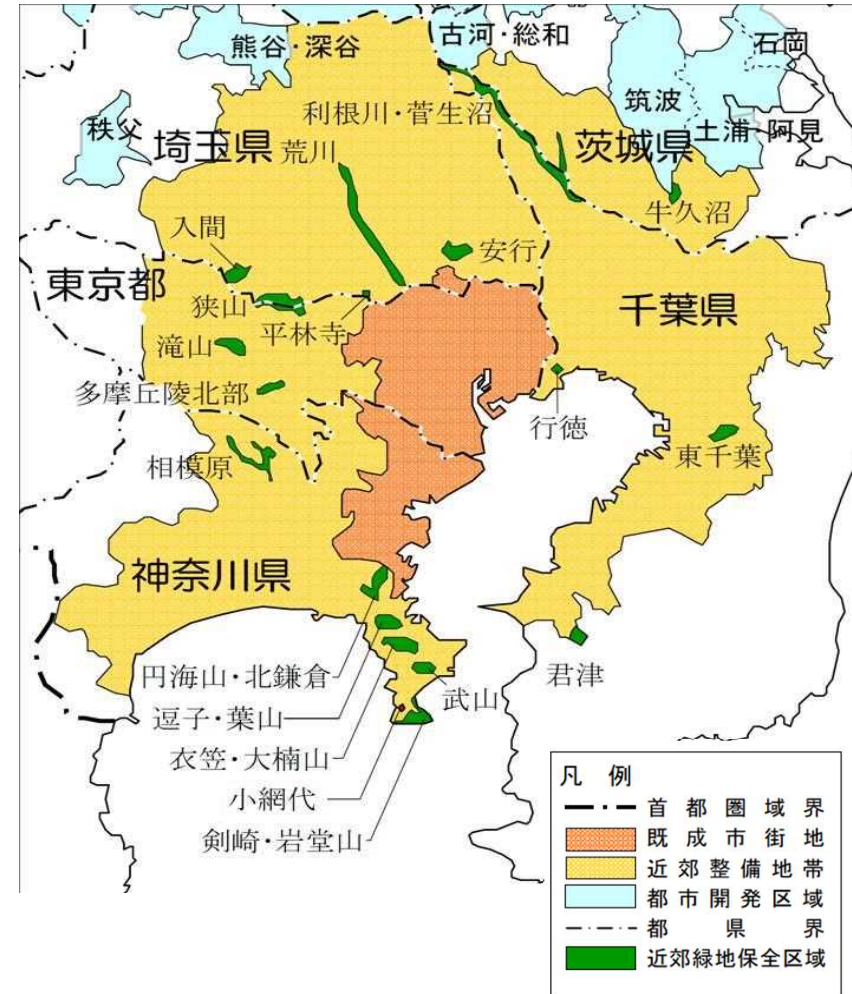 熊谷・深谷
古河・総和
石岡
筑波
土浦・阿見
秩父
利根川・菅生沼
埼玉県
荒川
茨城県
牛久沼
入間
安行
東京都
狭山
平林寺
千葉県
滝山
多摩丘陵北部
行徳
東千葉
相模原
神奈川県
円海山・北鎌倉
武山
君津
逗子・葉山
衣笠・大楠山
小網代
剣崎・岩堂山
凡 例
首都圏域界
既成市街地
近郊整備地帯
都市開発区域
都県界
近郊緑地保全区域